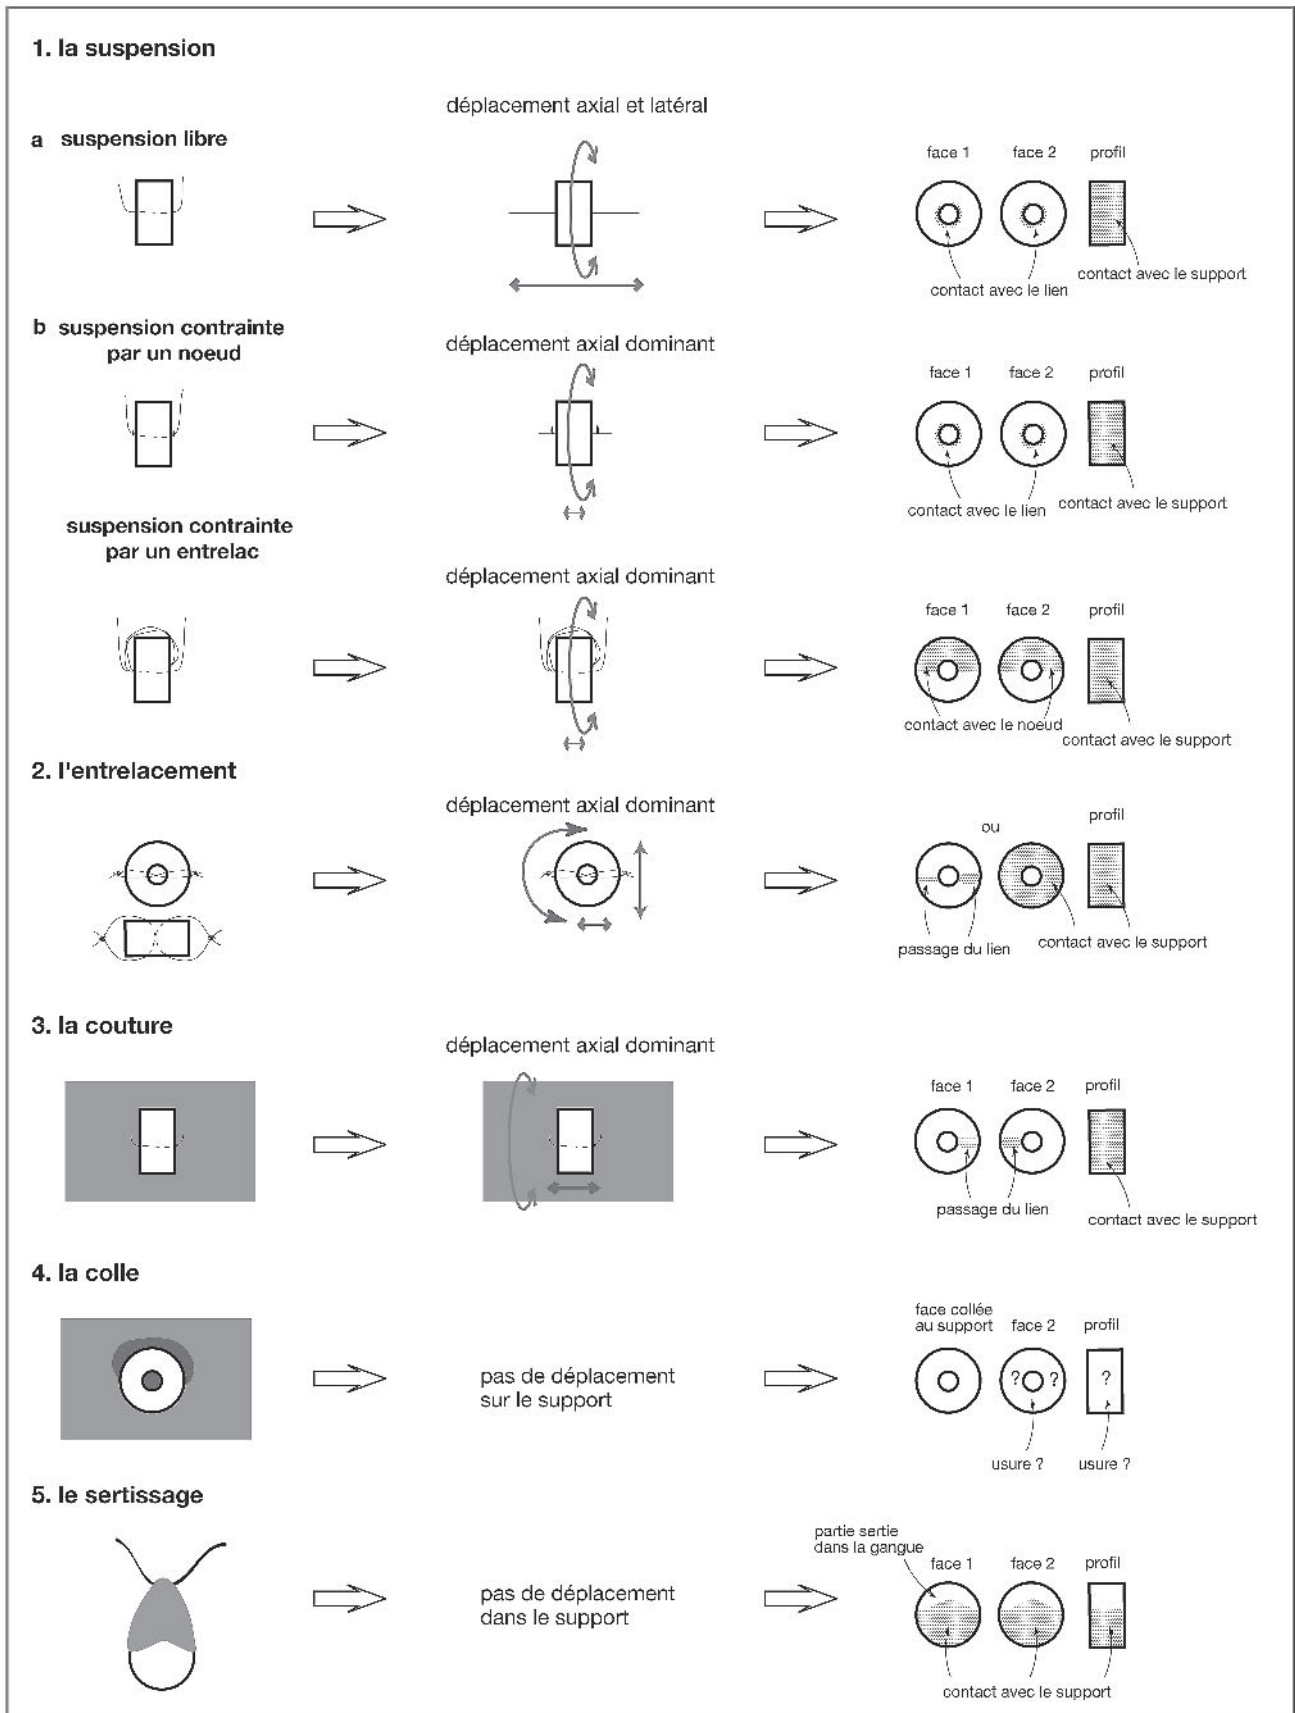 1. la suspension
déplacement axial et latéral
a suspension libre
face 1 face 2 profil
contact avec le support
contact avec le lien
b suspension contrainte
par un noeud
déplacement axial dominant
face 1 face 2 profil
contact avec le support
contact avec le lien
suspension contrainte
par un entrelac
déplacement axial dominant
face 1 face 2 profil
contact avec le noeud
contact avec le support
2. l'entrelacement
déplacement axial dominant
ou
profil
passage du lien
contact avec le support
3. la couture
déplacement axial dominant
face 1 face 2 profil
passage du lien
contact avec le support
4. la colle
face collée
au support face 2 profil
? ? ?
pas de déplacement
sur le support
usure ? usure ?
5. le sertissage
partie sertie
dans la gangue
face 1 face 2 profil
pas de déplacement
dans le support
contact avec le support